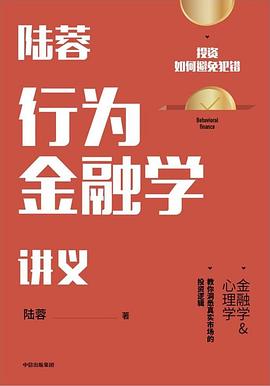 陆蓉
行为
金融学
讲义
投资
如何避免犯错
Behavioral
finance
金融学&
心理学
教你洞悉真实市场的
投资逻辑
陆蓉 著
中信出版集团